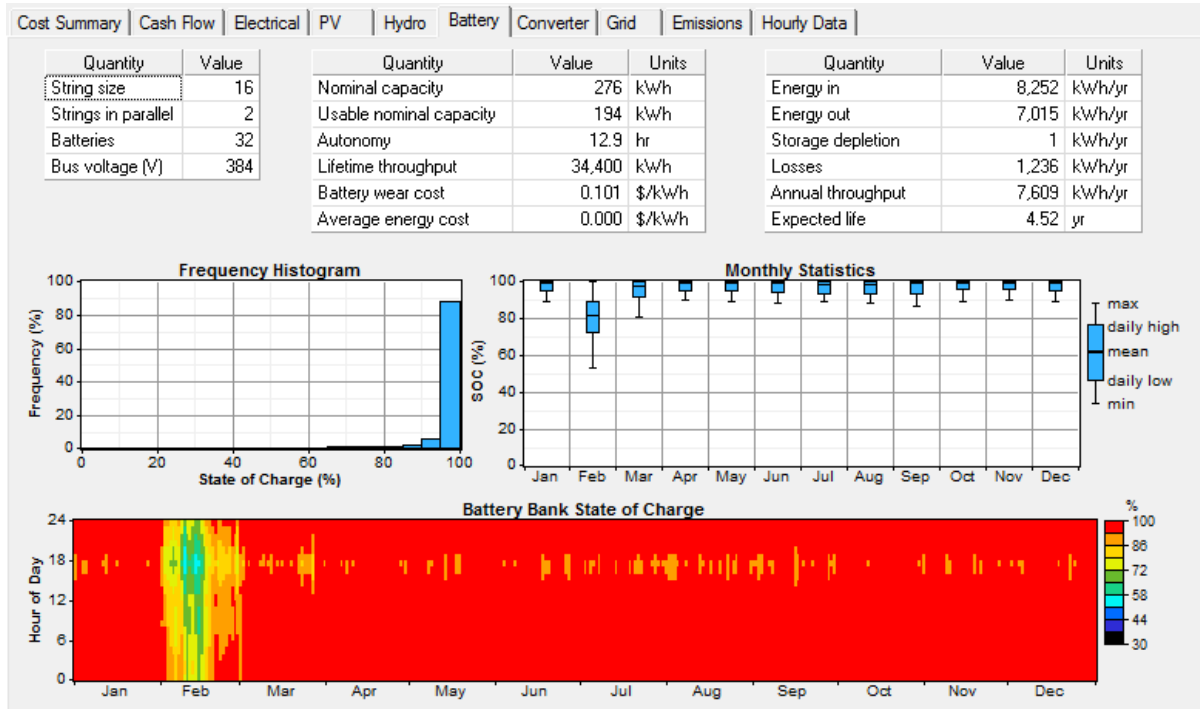 Cost Summary Cash Flow Electrical PV Hydro Battery Converter Grid Emissions Hourly Data
Quantity Value
String size 16
Strings in parallel 2
Batteries 32
Bus voltage (V) 384
Quantity Value Units
Nominal capacity 276 kWh
Usable nominal capacity 194 kWh
Autonomy 12.9 hr
Lifetime throughput 34,400 kWh
Battery wear cost 0.101 $/kWh
Average energy cost 0.000 $/kWh
Quantity Value Units
Energy in 8,252 kWh/yr
Energy out 7,015 kWh/yr
Storage depletion 1 kWh/yr
Losses 1,236 kWh/yr
Annual throughput 7,609 kWh/yr
Expected life 4.52 yr
Frequency Histogram
Frequency (%)
100
80
60
40
20
0
0 20 40 60 80 100
State of Charge (%)
Monthly Statistics
SOC (%)
100
80
60
40
20
0
Jan Feb Mar Apr May Jun Jul Aug Sep Oct Nov Dec
max
daily high
mean
daily low
min
Battery Bank State of Charge
Hour of Day
24
18
12
6
0
Jan Feb Mar Apr May Jun Jul Aug Sep Oct Nov Dec
%
100
86
72
58
44
30